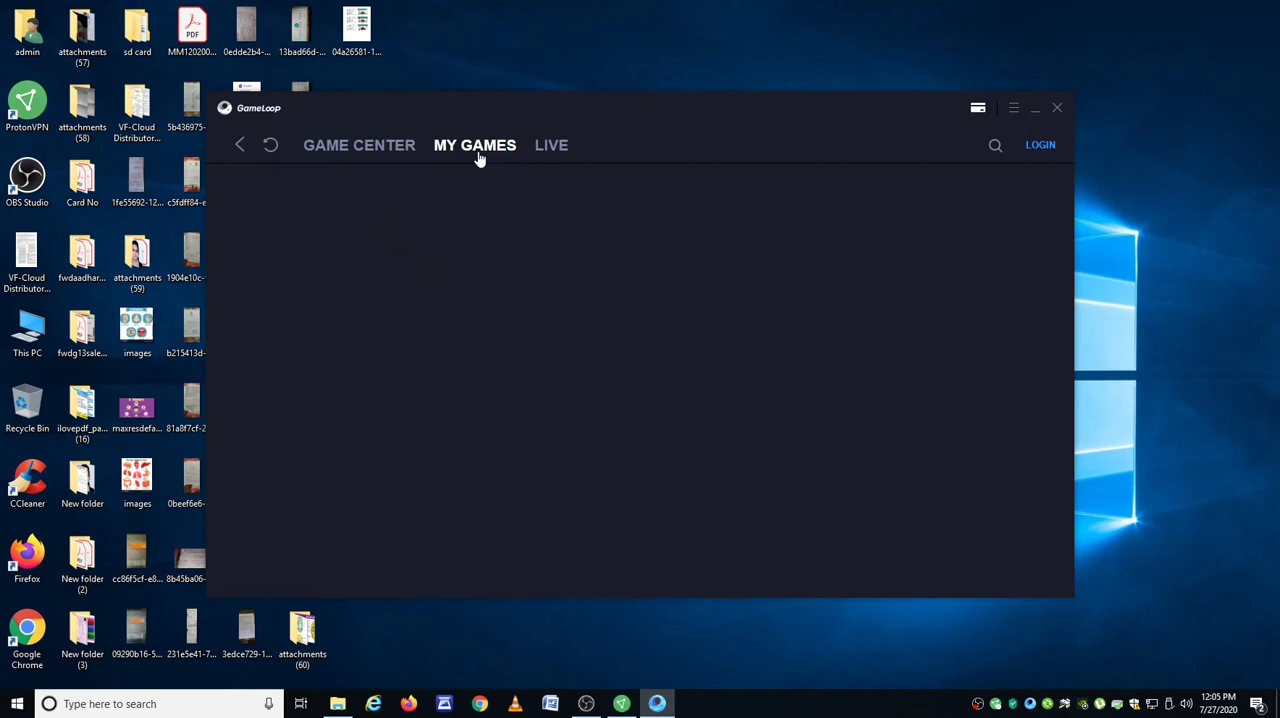 admin
attachments
(57)
sd card
PDF
MM120200...
0edde2b4-...
13bad66d-...
04a26581-1...
ProtonVPN
attachments
(58)
VF-Cloud
Distributor...
5b436975-
GameLoop
GAME CENTER
MY GAMES
LIVE
LOGIN
OBS Studio
Card No
1fe55692-12...
c5fdff84-e
VF-Cloud
Distributor...
fwdaadhar...
attachments
(59)
1904e10c-
This PC
fwdg13sale...
images
b215413d-
Recycle Bin
ilovepdf_pa...
(16)
maxresdefa...
81a8f7cf-2
CCleaner
New folder
images
0beef6e6-
Firefox
New folder
(2)
cc86f5cf-e8...
8b45ba06-
Google
Chrome
New folder
(3)
09290b16-5...
231e5e41-7...
3edce729-1...
attachments
(60)
Type here to search
12:05 PM
7/27/2020
2